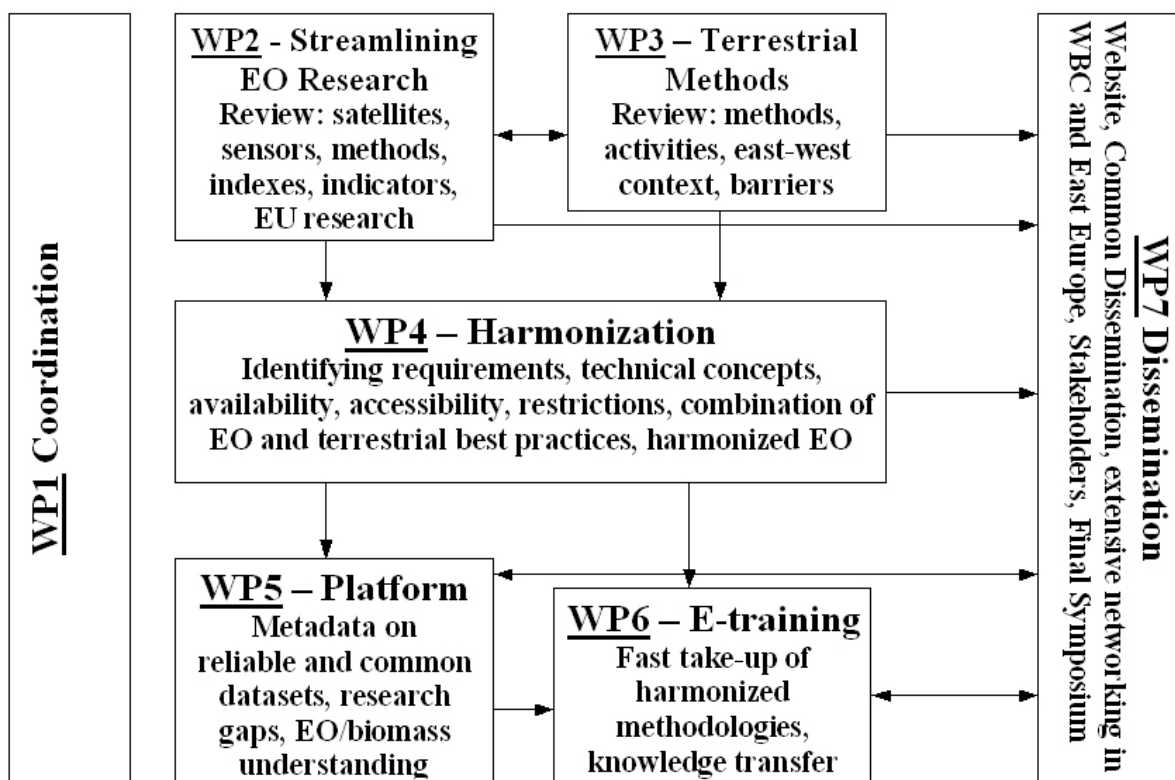 WP1 Coordination
WP2 - Streamlining
EO Research
Review: satellites,
sensors, methods,
indexes, indicators,
EU research
WP3 – Terrestrial
Methods
Review: methods,
activities, east-west
context, barriers
WP4 – Harmonization
Identifying requirements, technical concepts,
availability, accessibility, restrictions, combination of
EO and terrestrial best practices, harmonized EO
WP5 – Platform
Metadata on
reliable and common
datasets, research
gaps, EO/biomass
understanding
WP6 – E-training
Fast take-up of
harmonized
methodologies,
knowledge transfer
WP7 Dissemination
Website, Common Dissemination, extensive networking in
WBC and East Europe, Stakeholders, Final Symposium